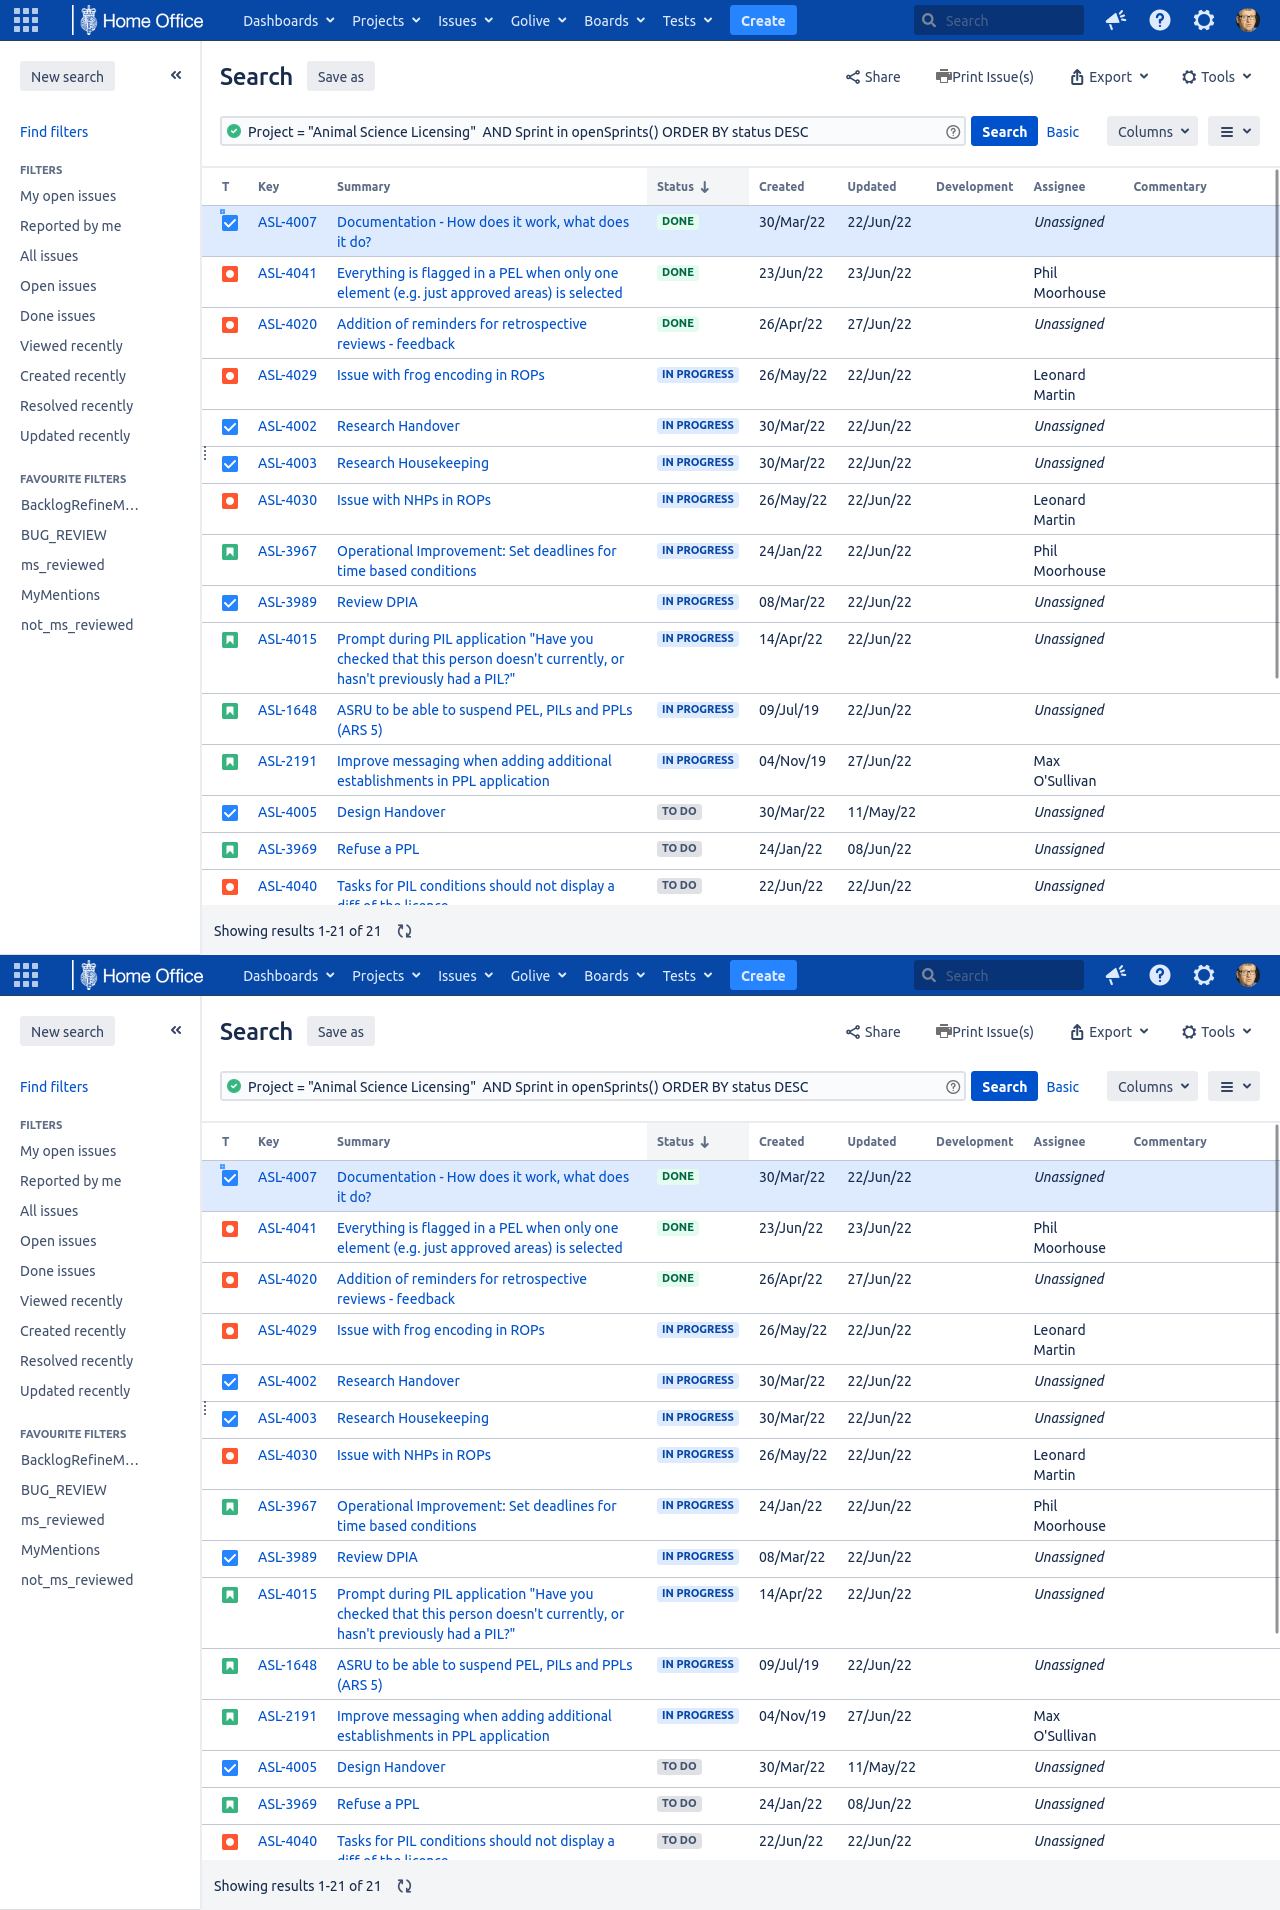 Home Office Dashboards Projects Issues Golive Boards Tests Create Search
New search
Search Save as Share Print Issue(s) Export Tools
Find filters
Project = "Animal Science Licensing"  AND Sprint in openSprints() ORDER BY status DESC Search Basic Columns
FILTERS
My open issues
Reported by me
All issues
Open issues
Done issues
Viewed recently
Created recently
Resolved recently
Updated recently
FAVOURITE FILTERS
BacklogRefineM...
BUG_REVIEW
ms_reviewed
MyMentions
not_ms_reviewed
T Key Summary Status Created Updated Development Assignee Commentary
ASL-4007 Documentation - How does it work, what does DONE 30/Mar/22 22/Jun/22 Unassigned
it do?
ASL-4041 Everything is flagged in a PEL when only one DONE 23/Jun/22 23/Jun/22 Phil
element (e.g. just approved areas) is selected Moorhouse
ASL-4020 Addition of reminders for retrospective DONE 26/Apr/22 27/Jun/22 Unassigned
reviews - feedback
ASL-4029 Issue with frog encoding in ROPs IN PROGRESS 26/May/22 22/Jun/22 Leonard
Martin
ASL-4002 Research Handover IN PROGRESS 30/Mar/22 22/Jun/22 Unassigned
ASL-4003 Research Housekeeping IN PROGRESS 30/Mar/22 22/Jun/22 Unassigned
ASL-4030 Issue with NHPs in ROPs IN PROGRESS 26/May/22 22/Jun/22 Leonard
Martin
ASL-3967 Operational Improvement: Set deadlines for IN PROGRESS 24/Jan/22 22/Jun/22 Phil
time based conditions Moorhouse
ASL-3989 Review DPIA IN PROGRESS 08/Mar/22 22/Jun/22 Unassigned
ASL-4015 Prompt during PIL application "Have you IN PROGRESS 14/Apr/22 22/Jun/22 Unassigned
checked that this person doesn't currently, or
hasn't previously had a PIL?"
ASL-1648 ASRU to be able to suspend PEL, PILs and PPLs IN PROGRESS 09/Jul/19 22/Jun/22 Unassigned
(ARS 5)
ASL-2191 Improve messaging when adding additional IN PROGRESS 04/Nov/19 27/Jun/22 Max
establishments in PPL application O'Sullivan
ASL-4005 Design Handover TO DO 30/Mar/22 11/May/22 Unassigned
ASL-3969 Refuse a PPL TO DO 24/Jan/22 08/Jun/22 Unassigned
ASL-4040 Tasks for PIL conditions should not display a TO DO 22/Jun/22 22/Jun/22 Unassigned
diff of the licence
Showing results 1-21 of 21
Home Office Dashboards Projects Issues Golive Boards Tests Create Search
New search
Search Save as Share Print Issue(s) Export Tools
Find filters
Project = "Animal Science Licensing"  AND Sprint in openSprints() ORDER BY status DESC Search Basic Columns
FILTERS
My open issues
Reported by me
All issues
Open issues
Done issues
Viewed recently
Created recently
Resolved recently
Updated recently
FAVOURITE FILTERS
BacklogRefineM...
BUG_REVIEW
ms_reviewed
MyMentions
not_ms_reviewed
T Key Summary Status Created Updated Development Assignee Commentary
ASL-4007 Documentation - How does it work, what does DONE 30/Mar/22 22/Jun/22 Unassigned
it do?
ASL-4041 Everything is flagged in a PEL when only one DONE 23/Jun/22 23/Jun/22 Phil
element (e.g. just approved areas) is selected Moorhouse
ASL-4020 Addition of reminders for retrospective DONE 26/Apr/22 27/Jun/22 Unassigned
reviews - feedback
ASL-4029 Issue with frog encoding in ROPs IN PROGRESS 26/May/22 22/Jun/22 Leonard
Martin
ASL-4002 Research Handover IN PROGRESS 30/Mar/22 22/Jun/22 Unassigned
ASL-4003 Research Housekeeping IN PROGRESS 30/Mar/22 22/Jun/22 Unassigned
ASL-4030 Issue with NHPs in ROPs IN PROGRESS 26/May/22 22/Jun/22 Leonard
Martin
ASL-3967 Operational Improvement: Set deadlines for IN PROGRESS 24/Jan/22 22/Jun/22 Phil
time based conditions Moorhouse
ASL-3989 Review DPIA IN PROGRESS 08/Mar/22 22/Jun/22 Unassigned
ASL-4015 Prompt during PIL application "Have you IN PROGRESS 14/Apr/22 22/Jun/22 Unassigned
checked that this person doesn't currently, or
hasn't previously had a PIL?"
ASL-1648 ASRU to be able to suspend PEL, PILs and PPLs IN PROGRESS 09/Jul/19 22/Jun/22 Unassigned
(ARS 5)
ASL-2191 Improve messaging when adding additional IN PROGRESS 04/Nov/19 27/Jun/22 Max
establishments in PPL application O'Sullivan
ASL-4005 Design Handover TO DO 30/Mar/22 11/May/22 Unassigned
ASL-3969 Refuse a PPL TO DO 24/Jan/22 08/Jun/22 Unassigned
ASL-4040 Tasks for PIL conditions should not display a TO DO 22/Jun/22 22/Jun/22 Unassigned
diff of the licence
Showing results 1-21 of 21